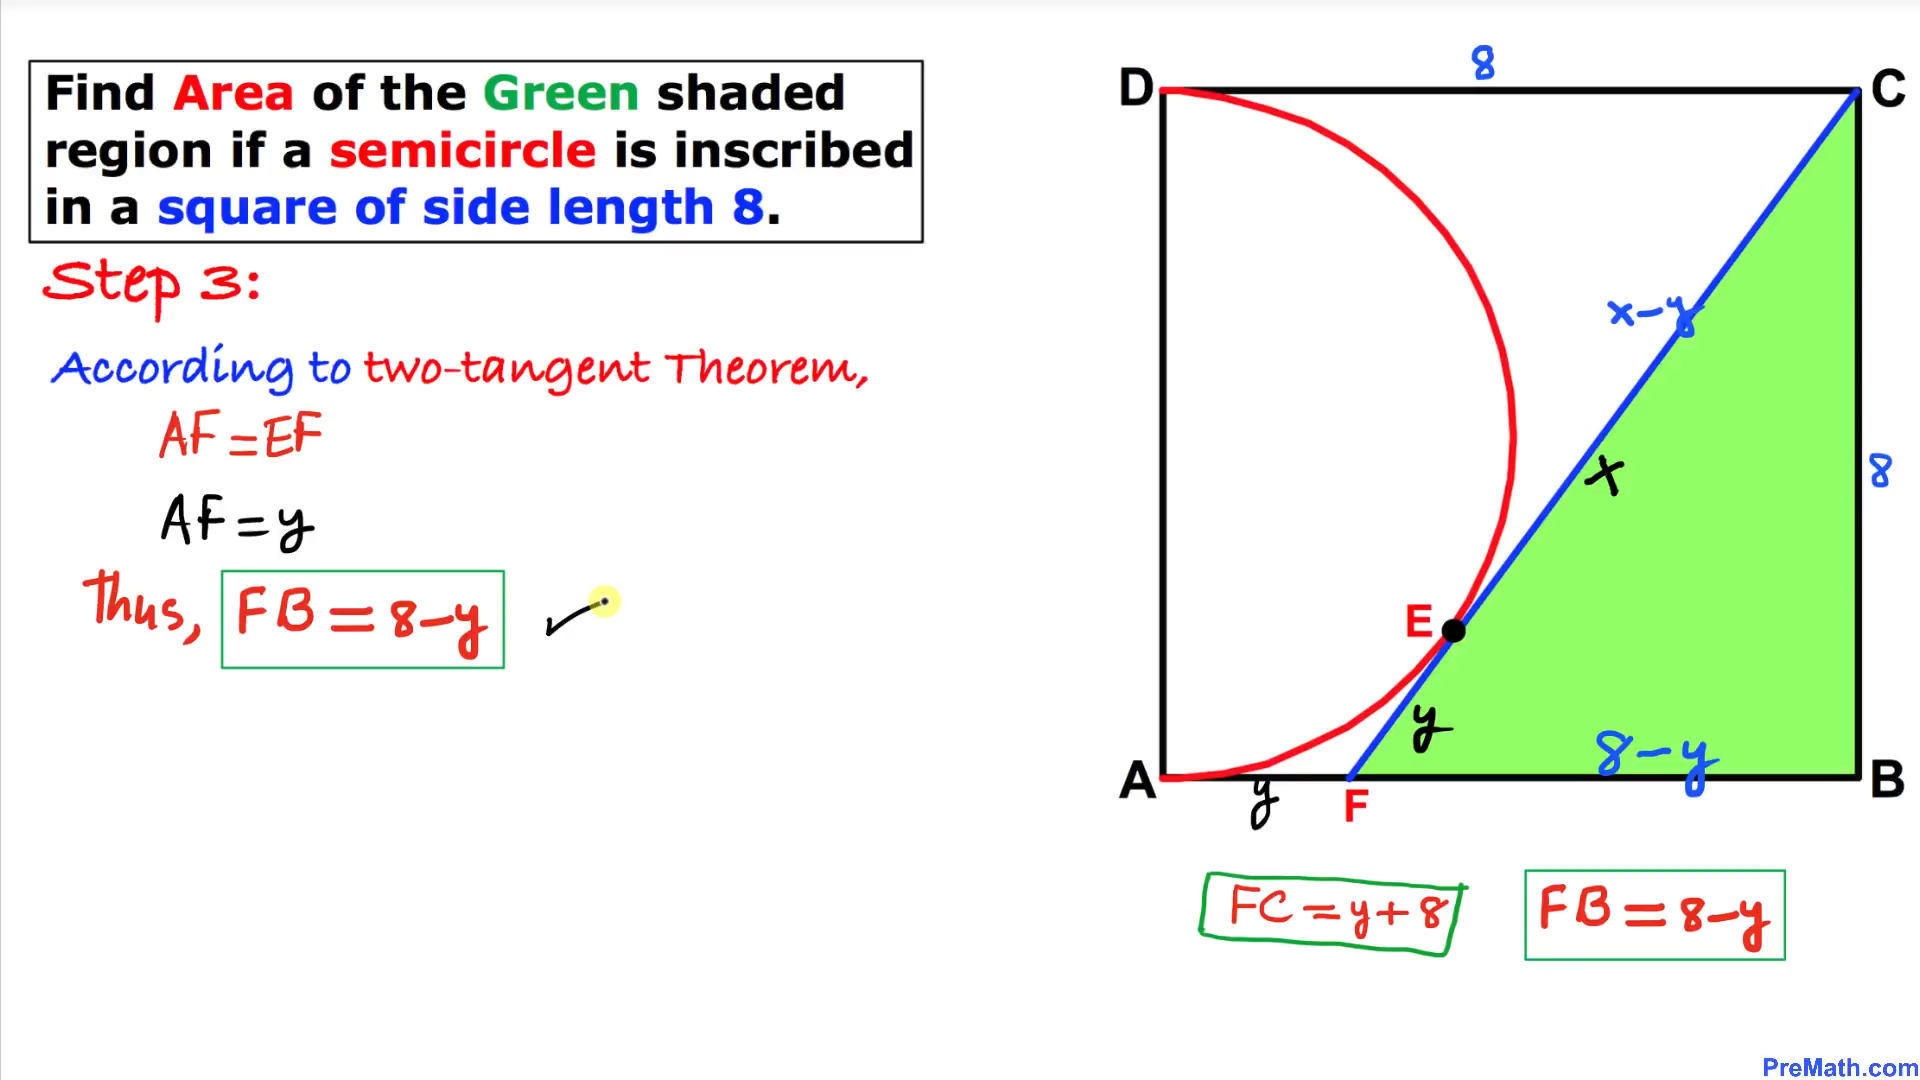 Find Area of the Green shaded
region if a semicircle is inscribed
in a square of side length 8.
Step 3:
According to two-tangent Theorem,
AF=EF
AF=y
Thus, FB=8-y
8
D
C
x-y
x
8
E
y
8-y
A
y
F
B
FC=y+8
FB=8-y
PreMath.com